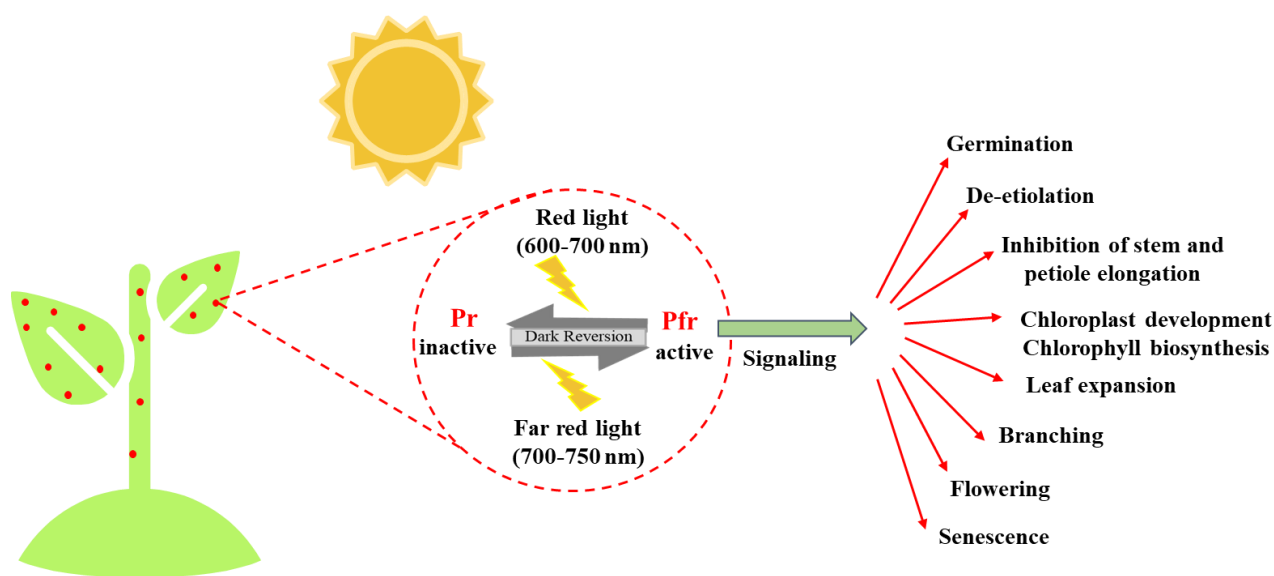 Red light
(600-700 nm)
Pr
inactive
Dark Reversion
Pfr
active
Far red light
(700-750 nm)
Signaling
Germination
De-etiolation
Inhibition of stem and
petiole elongation
Chloroplast development
Chlorophyll biosynthesis
Leaf expansion
Branching
Flowering
Senescence